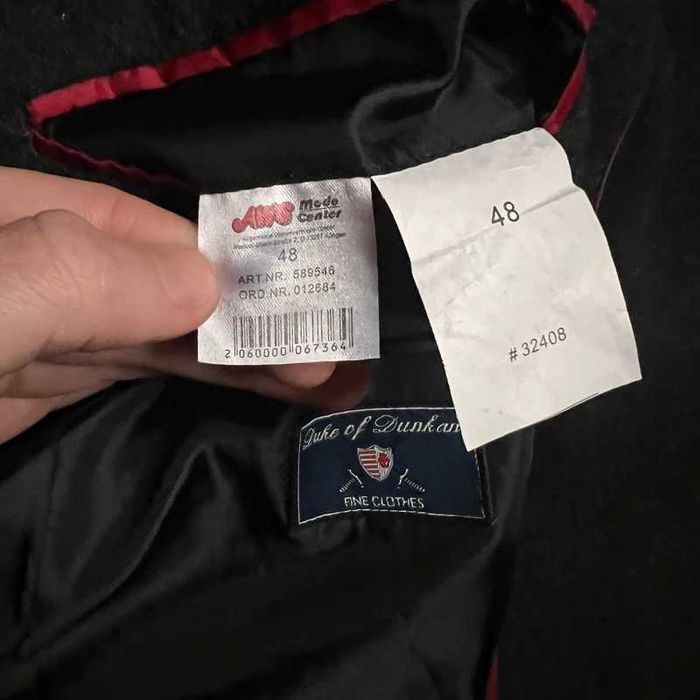 AWG Mode
Center
48
ART.NR. 589546
ORD.NR. 012684
2 060000 067364
48
#32408
Duke of Dunkan
FINE CLOTHES